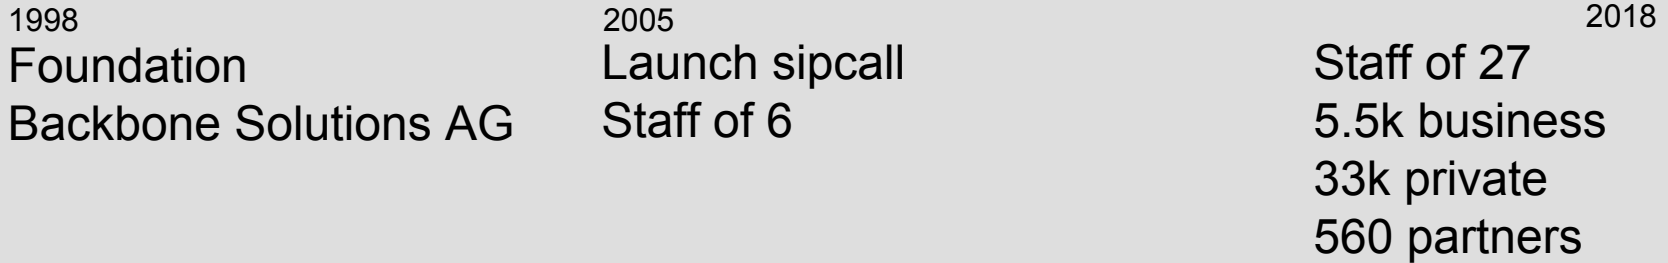 1998
Foundation
Backbone Solutions AG
2005
Launch sipcall
Staff of 6
2018
Staff of 27
5.5k business
33k private
560 partners